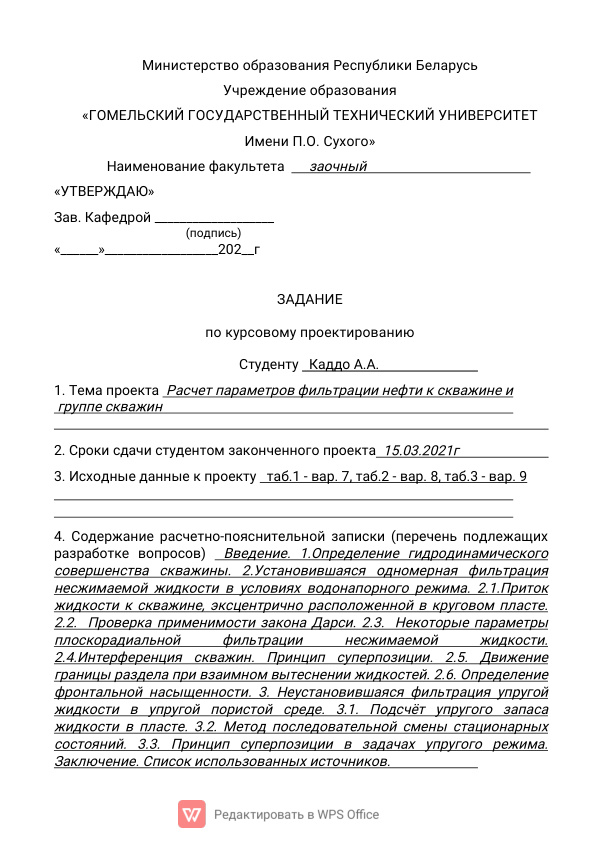 Министерство образования Республики Беларусь
Учреждение образования
«ГОМЕЛЬСКИЙ ГОСУДАРСТВЕННЫЙ ТЕХНИЧЕСКИЙ УНИВЕРСИТЕТ
Имени П.О. Сухого»
Наименование факультета заочный
«УТВЕРЖДАЮ»
Зав. Кафедрой ___________________
(подпись)
«______»__________________202__г
ЗАДАНИЕ
по курсовому проектированию
Студенту Каддо А.А.
1. Тема проекта Расчет параметров фильтрации нефти к скважине и
группе скважин
2. Сроки сдачи студентом законченного проекта 15.03.2021г
3. Исходные данные к проекту таб.1 - вар. 7, таб.2 - вар. 8, таб.3 - вар. 9
4. Содержание расчетно-пояснительной записки (перечень подлежащих
разработке вопросов) Введение. 1.Определение гидродинамического
совершенства скважины. 2.Установившаяся одномерная фильтрация
несжимаемой жидкости в условиях водонапорного режима. 2.1.Приток
жидкости к скважине, эксцентрично расположенной в круговом пласте.
2.2. Проверка применимости закона Дарси. 2.3. Некоторые параметры
плоскорадиальной фильтрации несжимаемой жидкости.
2.4.Интерференция скважин. Принцип суперпозиции. 2.5. Движение
границы раздела при взаимном вытеснении жидкостей. 2.6. Определение
фронтальной насыщенности. 3. Неустановившаяся фильтрация упругой
жидкости в упругой пористой среде. 3.1. Подсчёт упругого запаса
жидкости в пласте. 3.2. Метод последовательной смены стационарных
состояний. 3.3. Принцип суперпозиции в задачах упругого режима.
Заключение. Список использованных источников.
Редактировать в WPS Office